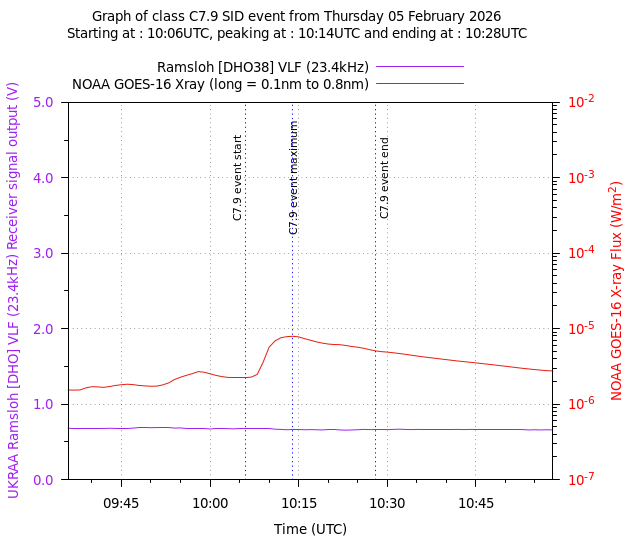 Graph of class C7.9 SID event from Thursday 05 February 2026
Starting at : 10:06UTC, peaking at : 10:14UTC and ending at : 10:28UTC
Ramsloh [DHO38] VLF (23.4kHz)
NOAA GOES-16 Xray (long = 0.1nm to 0.8nm)
UKRAA Ramsloh [DHO] VLF (23.4kHz) Receiver signal output (V)
5.0
4.0
3.0
2.0
1.0
0.0
C7.9 event start
C7.9 event maximum
C7.9 event end
10-2
10-3
10-4
10-5
10-6
10-7
NOAA GOES-16 X-ray Flux (W/m2)
09:45
10:00
10:15
10:30
10:45
Time (UTC)